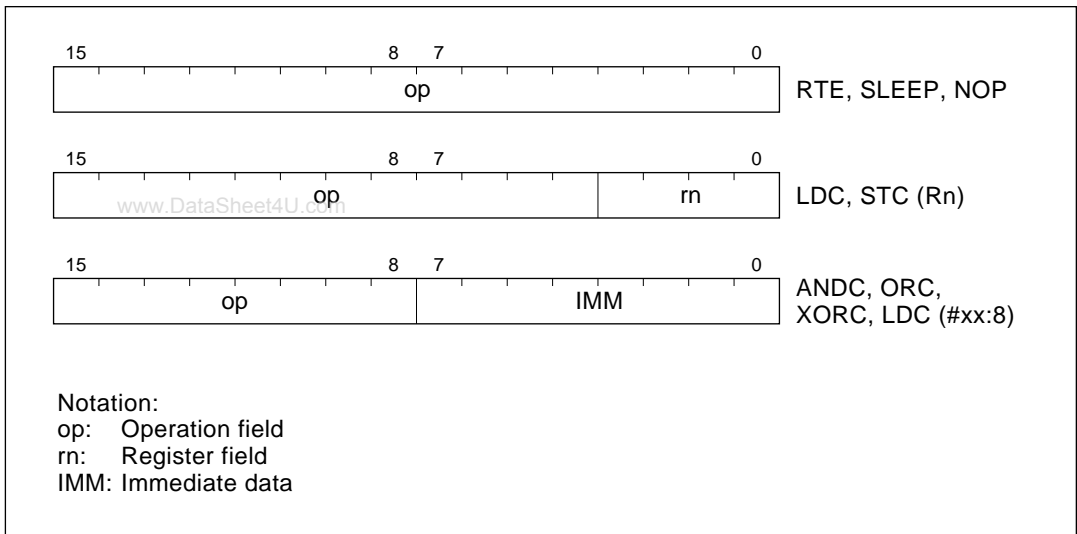 15 8 7 0
op
RTE, SLEEP, NOP
15 8 7 0
op rn
LDC, STC (Rn)
www.DataSheet4U.com
15 8 7 0
op IMM
ANDC, ORC,
XORC, LDC (#xx:8)
Notation:
op: Operation field
rn: Register field
IMM: Immediate data